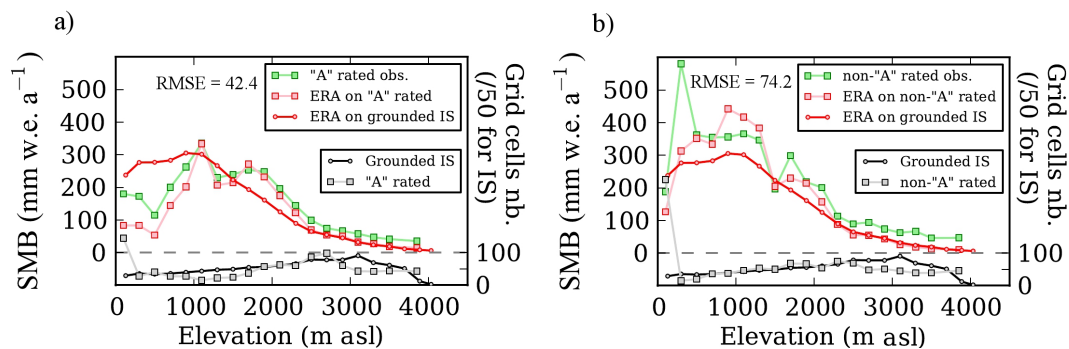 a)
SMB (mm w.e. a⁻¹)
500
400
300
200
100
0
RMSE = 42.4
"A" rated obs.
ERA on "A" rated
ERA on grounded IS
Grounded IS
"A" rated
Grid cells nb.
(/50 for IS)
100
0
0 1000 2000 3000 4000
Elevation (m asl)
b)
SMB (mm w.e. a⁻¹)
500
400
300
200
100
0
RMSE = 74.2
non-"A" rated obs.
ERA on non-"A" rated
ERA on grounded IS
Grounded IS
non-"A" rated
Grid cells nb.
(/50 for IS)
100
0
0 1000 2000 3000 4000
Elevation (m asl)